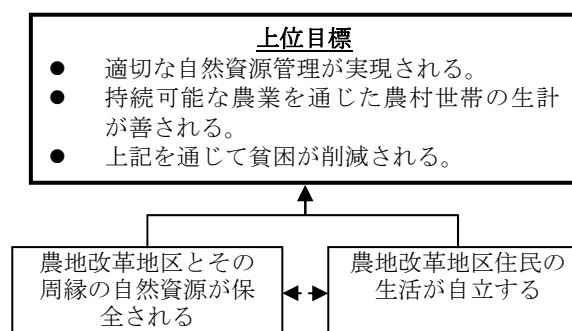 上位目標
● 適切な自然資源管理が実現される。
● 持続可能な農業を通じた農村世帯の生計
が善される。
● 上記を通じて貧困が削減される。
農地改革地区とその
周縁の自然資源が保
全される
農地改革地区住民の
生活が自立する